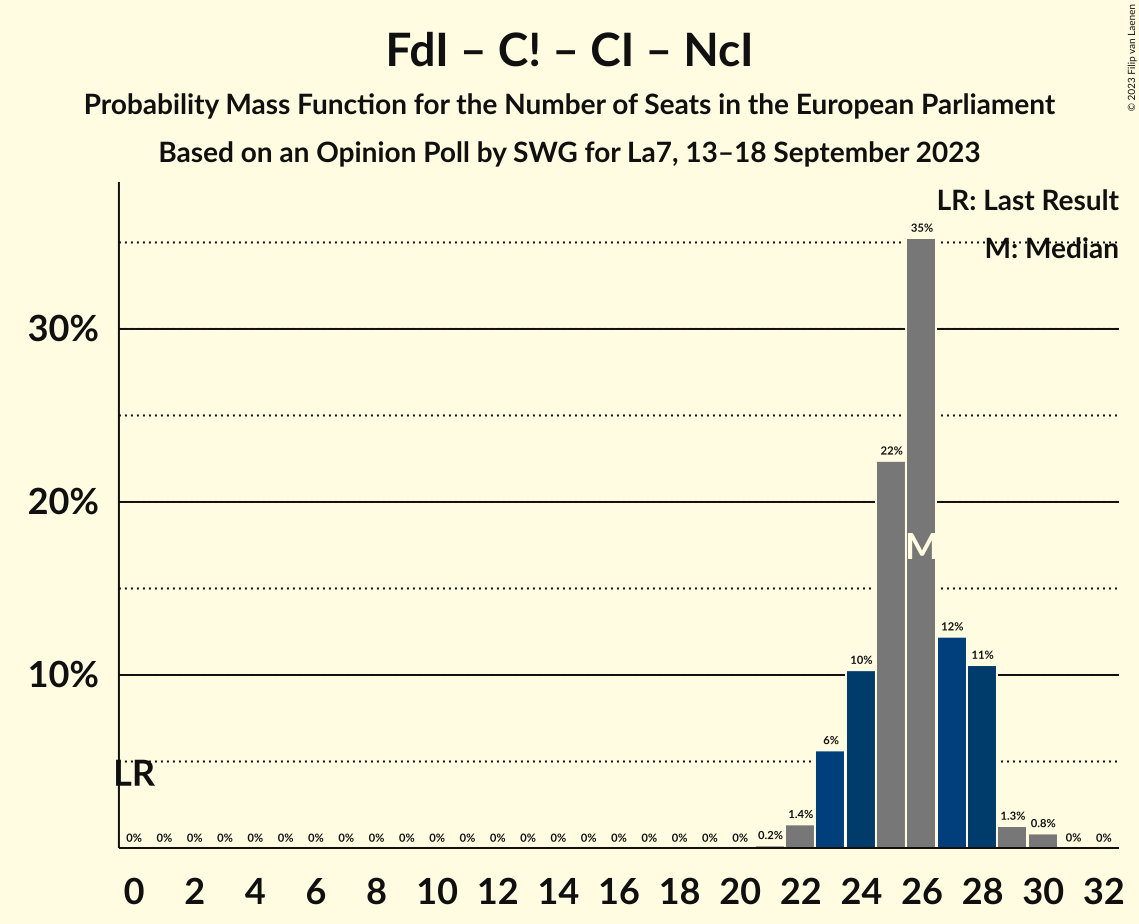 FdI – C! – CI – NcI
Probability Mass Function for the Number of Seats in the European Parliament
Based on an Opinion Poll by SWG for La7, 13–18 September 2023
© 2023 Filip van Laenen
LR: Last Result
M: Median
30%
20%
10%
35%
22%
M
12%
10%
11%
6%
LR
0% 0% 0% 0% 0% 0% 0% 0% 0% 0% 0% 0% 0% 0% 0% 0% 0% 0% 0% 0% 0% 0.2% 1.4% 1.3% 0.8% 0% 0%
0 2 4 6 8 10 12 14 16 18 20 22 24 26 28 30 32